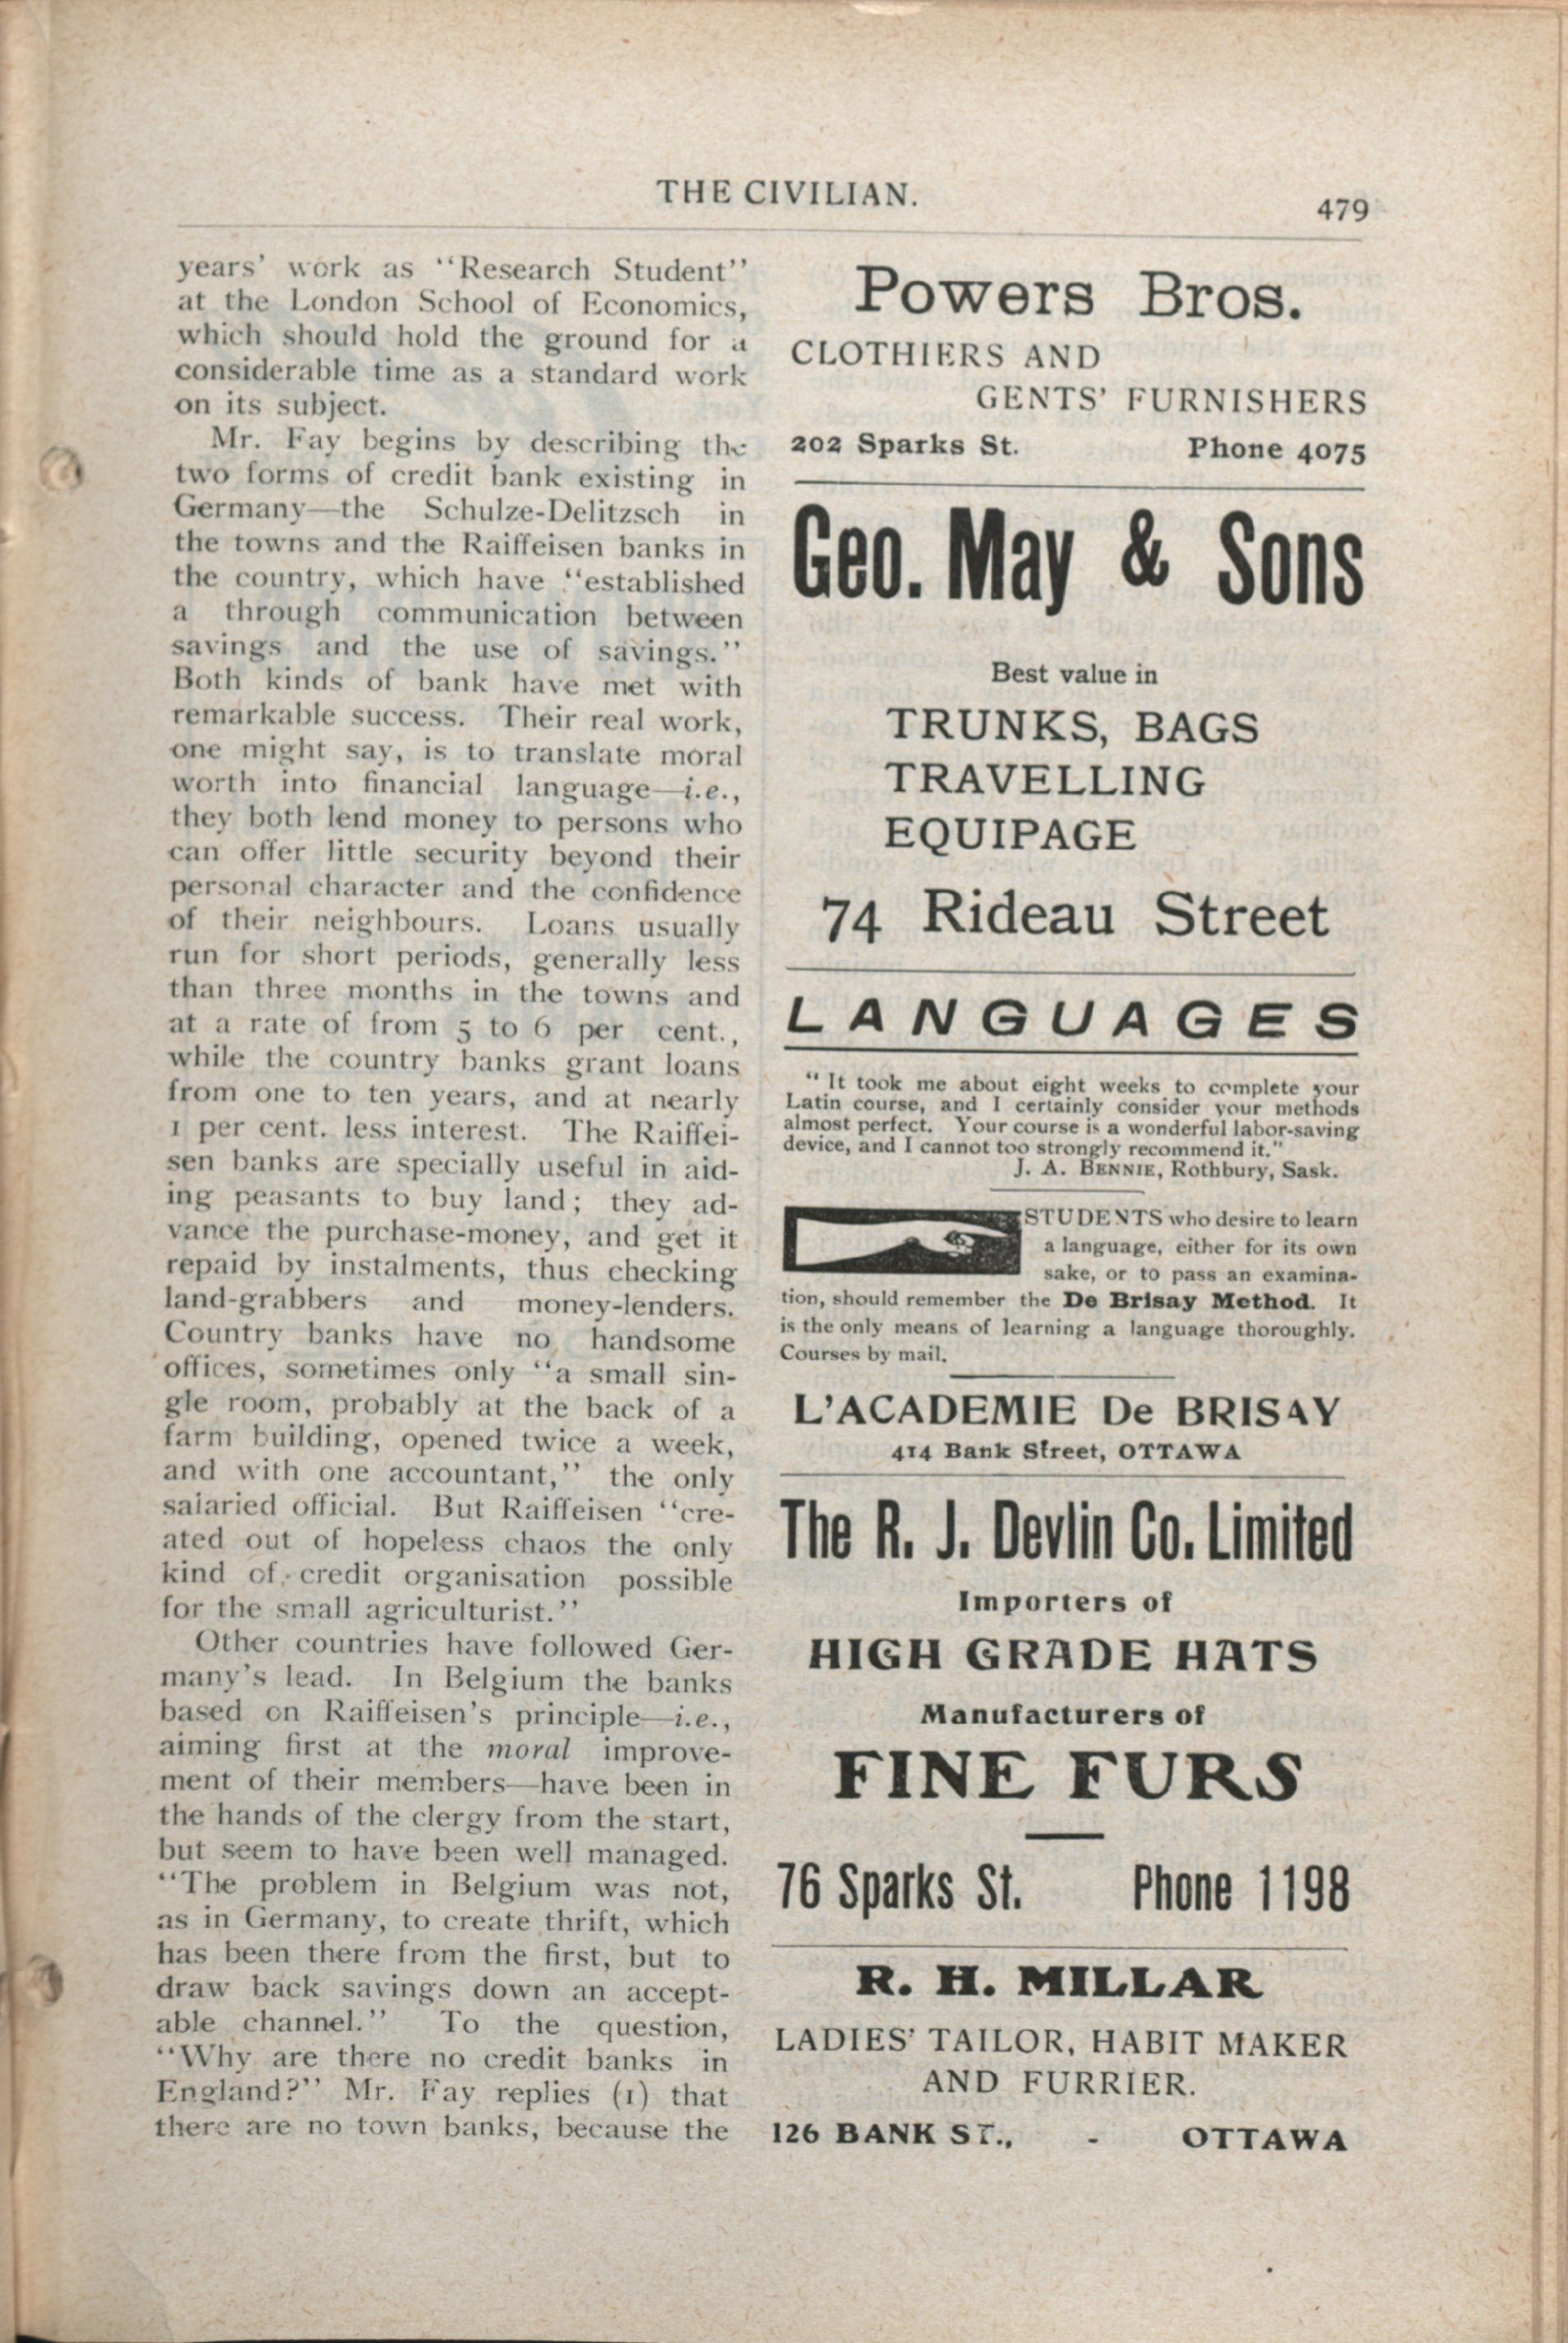 THE CIVILIAN.
479
years' work as "Research Student"
at the London School of Economics,
which should hold the ground for a
considerable time as a standard work
on its subject.
Mr. Fay begins by describing the
two forms of credit bank existing in
Germany—the Schulze-Delitzsch in
the towns and the Raiffeisen banks in
the country, which have "established
a through communication between
savings and the use of savings."
Both kinds of bank have met with
remarkable success. Their real work,
one might say, is to translate moral
worth into financial language—i.e.,
they both lend money to persons who
can offer little security beyond their
personal character and the confidence
of their neighbours. Loans usually
run for short periods, generally less
than three months in the towns and
at a rate of from 5 to 6 per cent.,
while the country banks grant loans
from one to ten years, and at nearly
1 per cent. less interest. The Raiffei-
sen banks are specially useful in aid-
ing peasants to buy land; they ad-
vance the purchase-money, and get it
repaid by instalments, thus checking
land-grabbers and money-lenders.
Country banks have no handsome
offices, sometimes only "a small sin-
gle room, probably at the back of a
farm building, opened twice a week,
and with one accountant," the only
salaried official. But Raiffeisen "cre-
ated out of hopeless chaos the only
kind of credit organisation possible
for the small agriculturist."
Other countries have followed Ger-
many's lead. In Belgium the banks
based on Raiffeisen's principle—i.e.,
aiming first at the moral improve-
ment of their members—have been in
the hands of the clergy from the start,
but seem to have been well managed.
"The problem in Belgium was not,
as in Germany, to create thrift, which
has been there from the first, but to
draw back savings down an accept-
able channel." To the question,
"Why are there no credit banks in
England?" Mr. Fay replies (1) that
there are no town banks, because the
Powers Bros.
CLOTHIERS AND
GENTS' FURNISHERS
202 Sparks St. Phone 4075
Geo. May & Sons
Best value in
TRUNKS, BAGS
TRAVELLING
EQUIPAGE
74 Rideau Street
LANGUAGES
"It took me about eight weeks to complete your
Latin course, and I certainly consider your methods
almost perfect. Your course is a wonderful labor-saving
device, and I cannot too strongly recommend it."
J. A. BENNIE, Rothbury, Sask.
STUDENTS who desire to learn
a language, either for its own
sake, or to pass an examina-
tion, should remember the De Brisay Method. It
is the only means of learning a language thoroughly.
Courses by mail.
L'ACADEMIE De BRISAY
414 Bank Street, OTTAWA
The R. J. Devlin Co. Limited
Importers of
HIGH GRADE HATS
Manufacturers of
FINE FURS
76 Sparks St. Phone 1198
R. H. MILLAR
LADIES' TAILOR, HABIT MAKER
AND FURRIER.
126 BANK ST., - OTTAWA